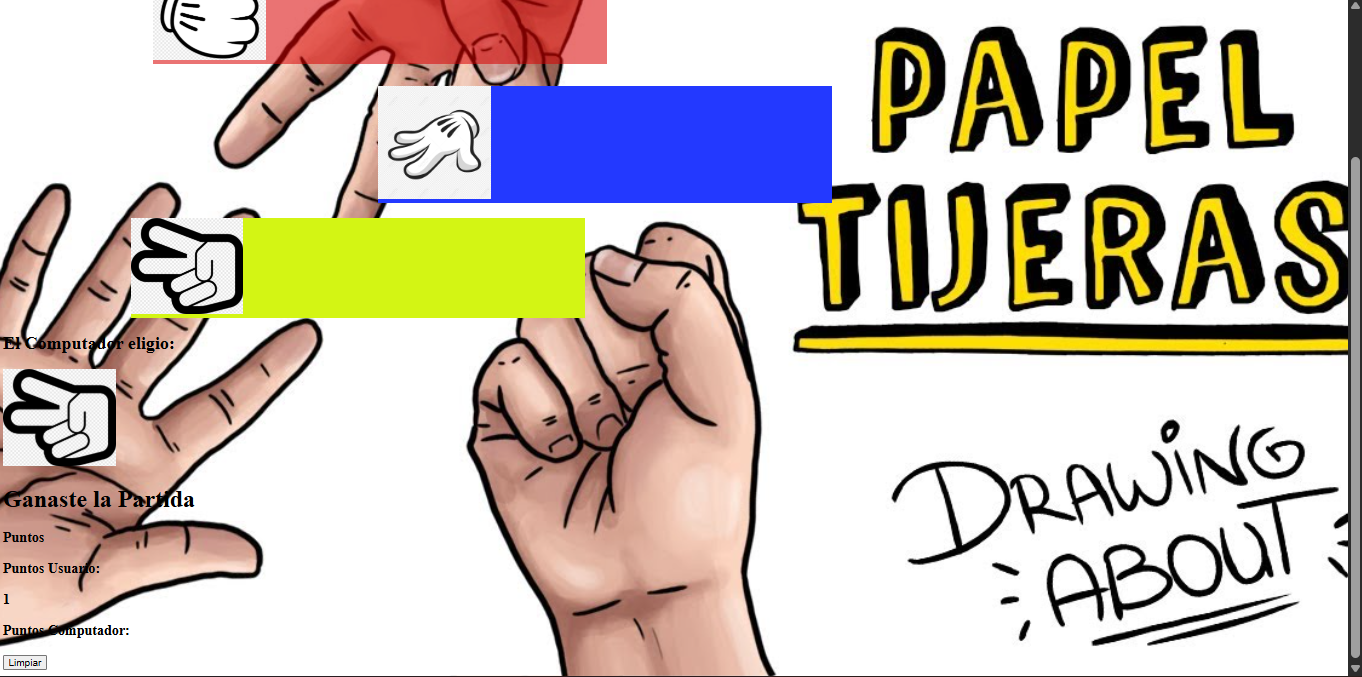 PAPEL
TIJERAS
El Computador eligio:
DRAWING
ABOUT
Ganaste la Partida
Puntos
Puntos Usuario:
1
Puntos Computador:
Limpiar